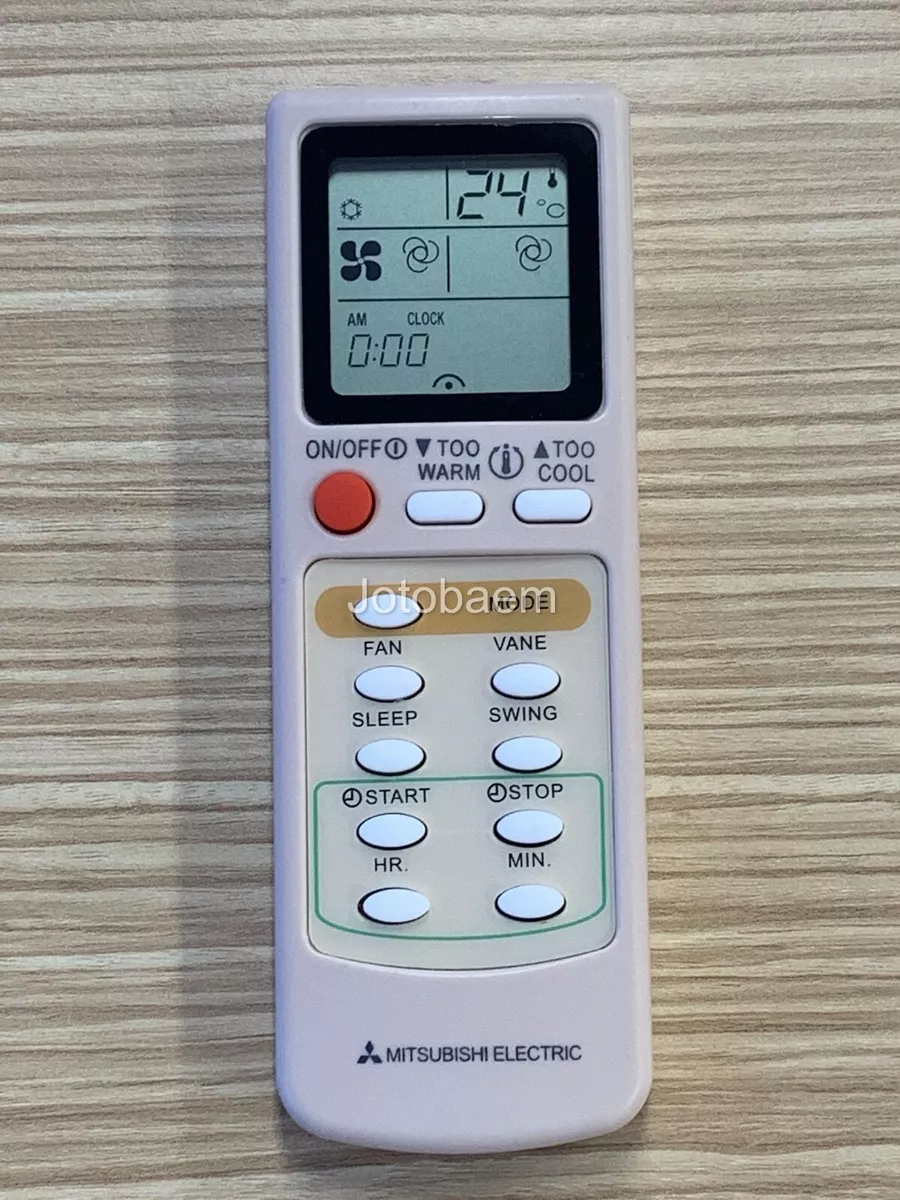 24 °C
AM CLOCK
0:00
ON/OFF ▼ TOO WARM ▲ TOO COOL
Jotobaem
MODE
FAN VANE
SLEEP SWING
START STOP
HR. MIN.
MITSUBISHI ELECTRIC